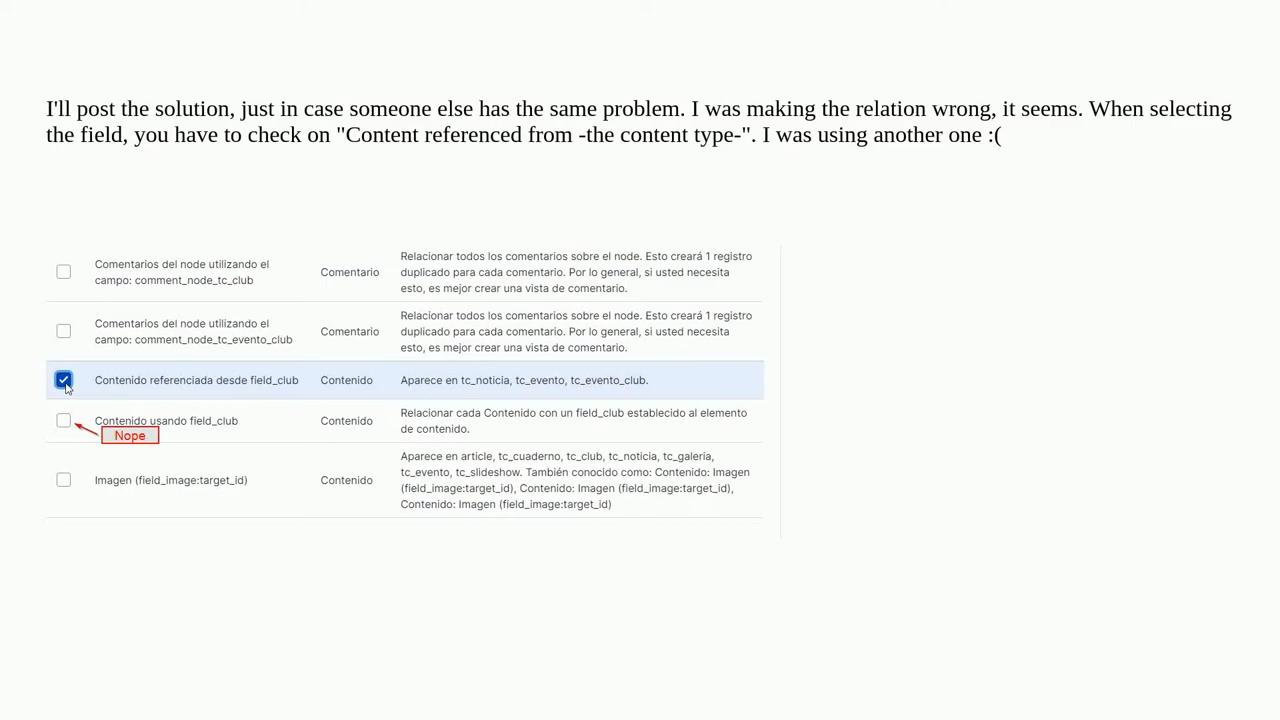 I'll post the solution, just in case someone else has the same problem. I was making the relation wrong, it seems. When selecting
the field, you have to check on "Content referenced from -the content type-". I was using another one :(
Comentarios del node utilizando el
campo: comment_node_tc_club
Comentario
Relacionar todos los comentarios sobre el node. Esto creará 1 registro
duplicado para cada comentario. Por lo general, si usted necesita
esto, es mejor crear una vista de comentario.
Comentarios del node utilizando el
campo: comment_node_tc_evento_club
Comentario
Relacionar todos los comentarios sobre el node. Esto creará 1 registro
duplicado para cada comentario. Por lo general, si usted necesita
esto, es mejor crear una vista de comentario.
Contenido referenciada desde field_club
Contenido
Aparece en tc_noticia, tc_evento, tc_evento_club.
Contenido usando field_club
Contenido
Relacionar cada Contenido con un field_club establecido al elemento
de contenido.
Nope
Imagen (field_image:target_id)
Contenido
Aparece en article, tc_cuaderno, tc_club, tc_noticia, tc_galeria,
tc_evento, tc_slideshow. También conocido como: Contenido: Imagen
(field_image:target_id), Contenido: Imagen (field_image:target_id),
Contenido: Imagen (field_image:target_id)